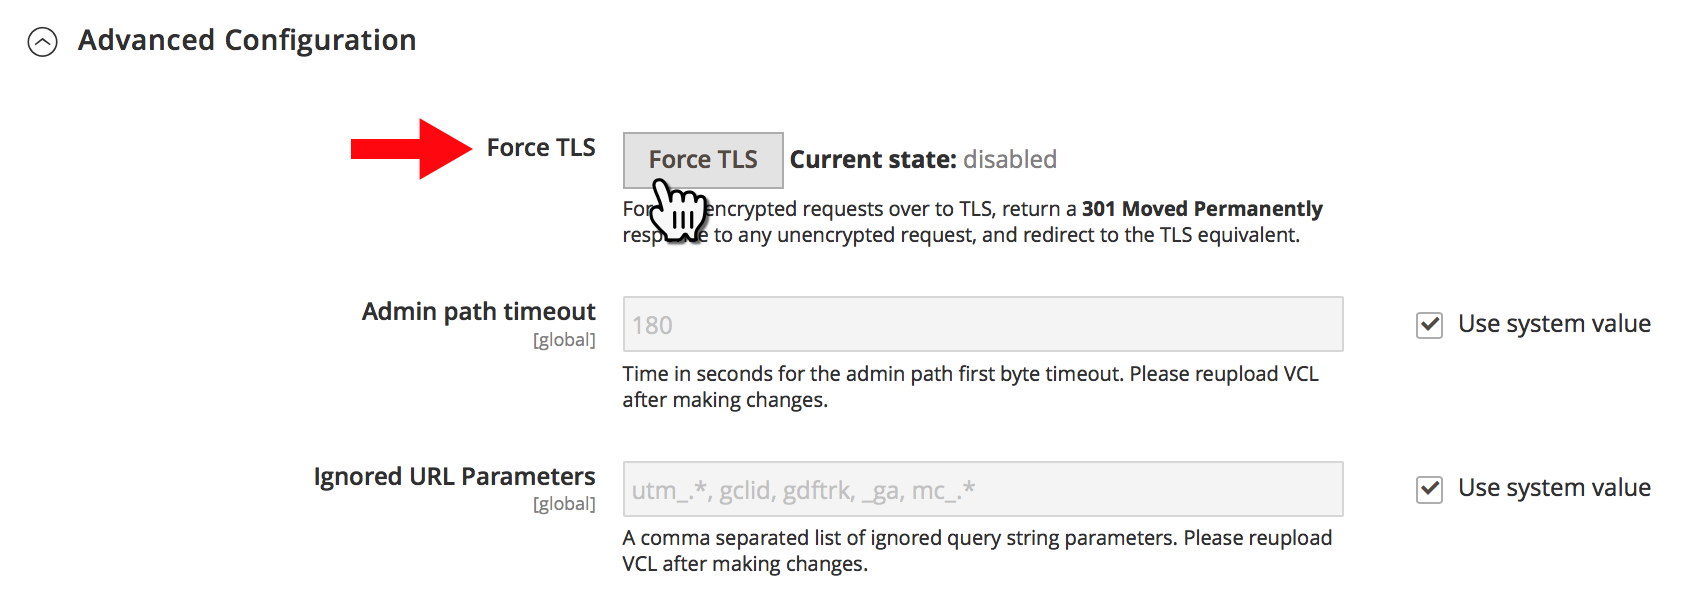 Advanced Configuration
Force TLS
Force TLS Current state: disabled
encrypted requests over to TLS, return a 301 Moved Permanently
to any unencrypted request, and redirect to the TLS equivalent.
Admin path timeout
[global]
180
Use system value
Time in seconds for the admin path first byte timeout. Please reupload VCL
after making changes.
Ignored URL Parameters
[global]
utm_.*, gclid, gdftrk, _ga, mc_.*
Use system value
A comma separated list of ignored query string parameters. Please reupload
VCL after making changes.